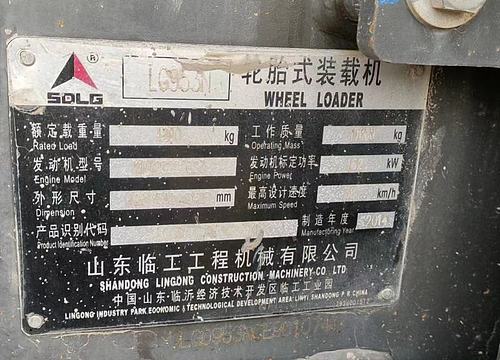 SDLG ® LG953N 轮胎式装载机
WHEEL LOADER
额定载重量 kg 工作质量 kg
Rated Load Operating Mass
发动机型号 发动机标定功率 kW
Engine Model Engine Power
外形尺寸 mm 最高设计速度 km/h
Dimension Maximum Speed
产品识别代码 制造年度 2014
Product Identification Number Manufactoring Year
山东临工工程机械有限公司
SHANDONG LINGONG CONSTRUCTION MACHINERY CO LTD
中国·山东·临沂经济技术开发区临工工业园
LINGONG INDUSTRY PARK, ECONOMIC & TECHNOLOGICAL DEVELOPMENT AREA LINYI SHANDONG P R CHINA